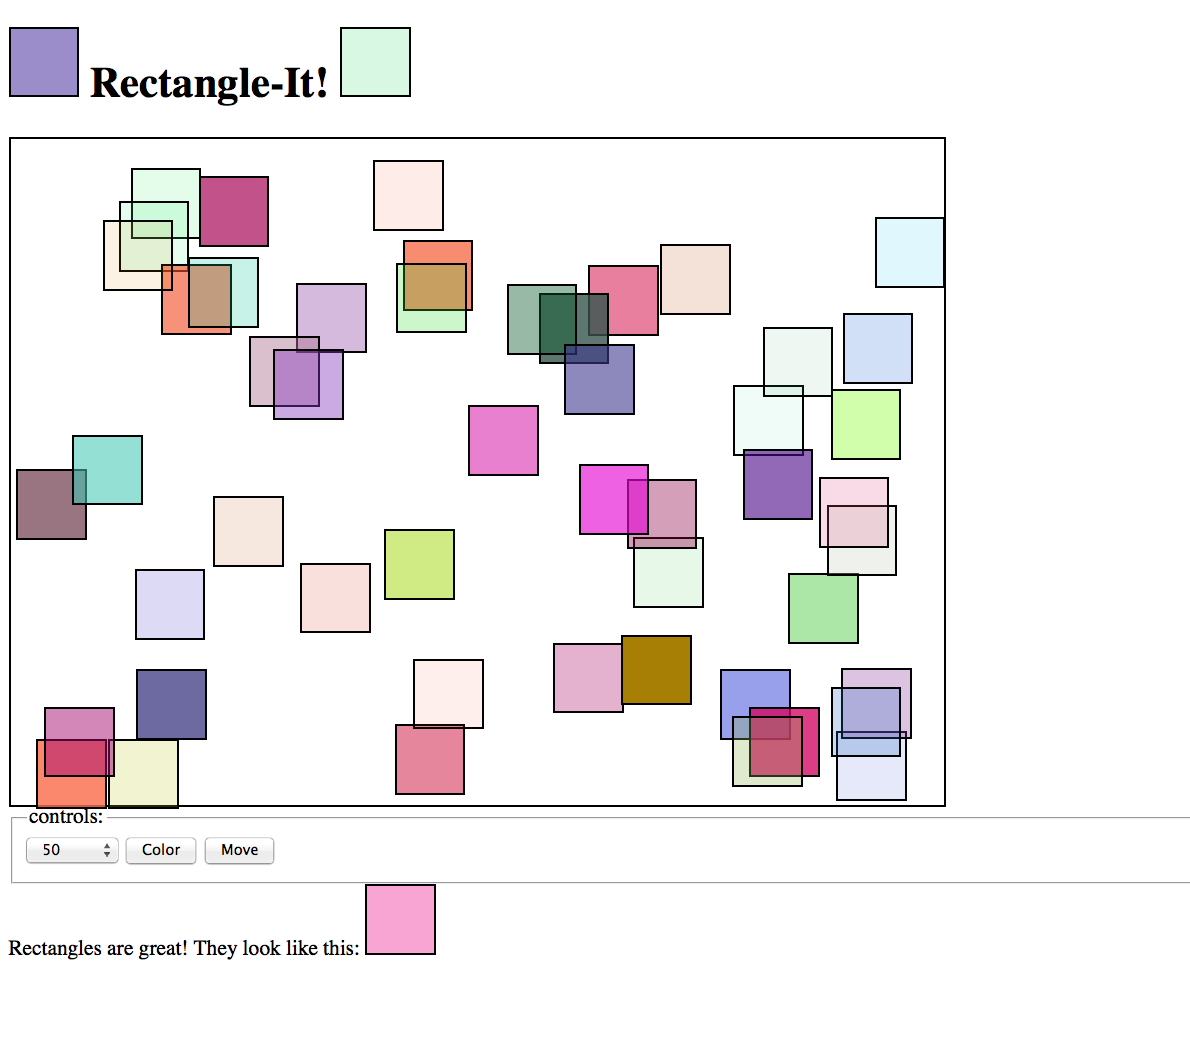 Rectangle-It!
controls:
50 Color Move
Rectangles are great! They look like this: